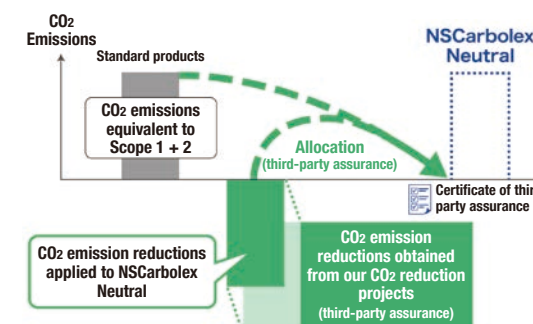 CO2
Emissions
Standard products
NSCarbolex
Neutral
CO2 emissions
equivalent to
Scope 1 + 2
Allocation
(third-party assurance)
Certificate of third
party assurance
CO2 emission reductions
applied to NSCarbolex
Neutral
CO2 emission
reductions obtained
from our CO2 reduction
projects
(third-party assurance)